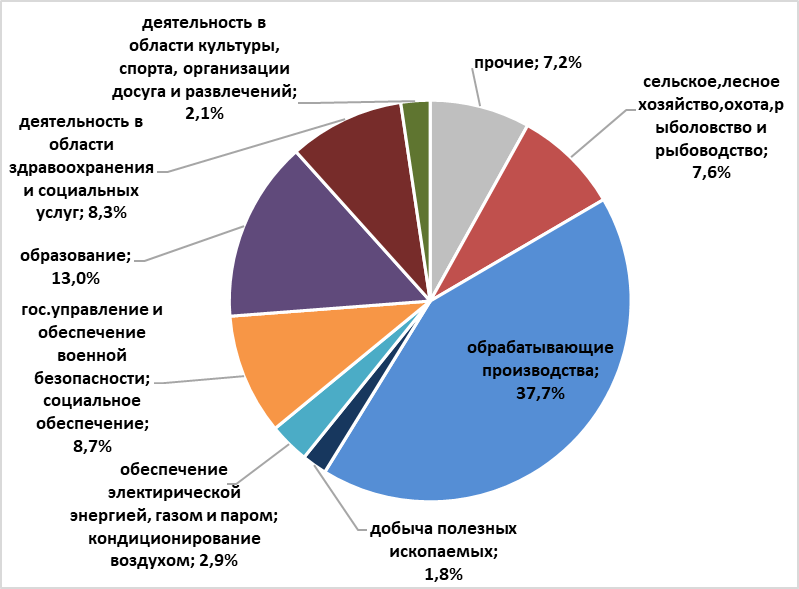 прочие; 7,2%
сельское,лесное
хозяйство,охота,р
ыболовство и
рыбоводство;
7,6%
обрабатывающие
производства;
37,7%
добыча полезных
ископаемых;
1,8%
обеспечение
электирической
энергией, газом и паром;
кондиционирование
воздухом; 2,9%
гос.управление и
обеспечение
военной
безопасности;
социальное
обеспечение;
8,7%
образование;
13,0%
деятельность в
области
здравоохранения
и социальных
услуг; 8,3%
деятельность в
области культуры,
спорта, организации
досуга и развлечений;
2,1%